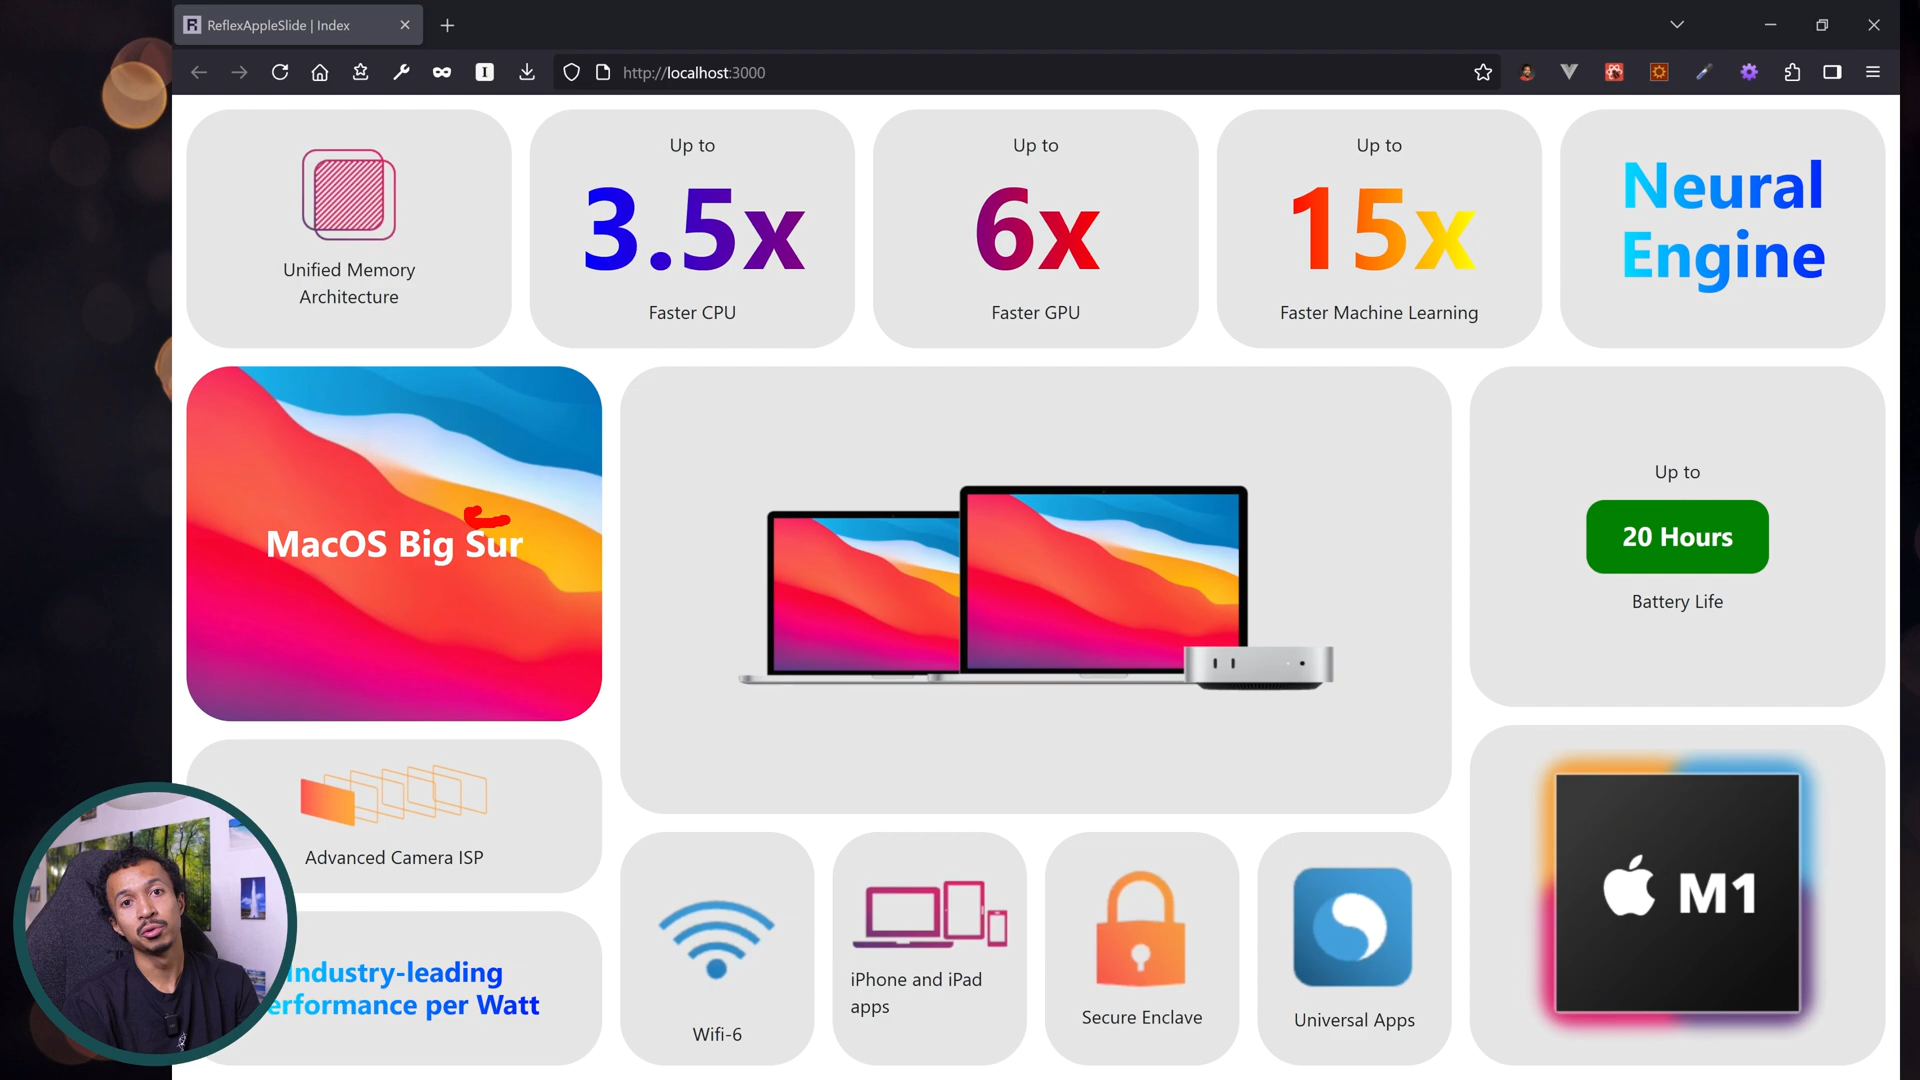 ReflexAppleSlide | Index
http://localhost:3000
Unified Memory
Architecture
Up to
3.5x
Faster CPU
Up to
6x
Faster GPU
Up to
15x
Faster Machine Learning
Neural
Engine
MacOS Big Sur
Up to
20 Hours
Battery Life
Advanced Camera ISP
Industry-leading
erformance per Watt
Wifi-6
iPhone and iPad
apps
Secure Enclave
Universal Apps
M1